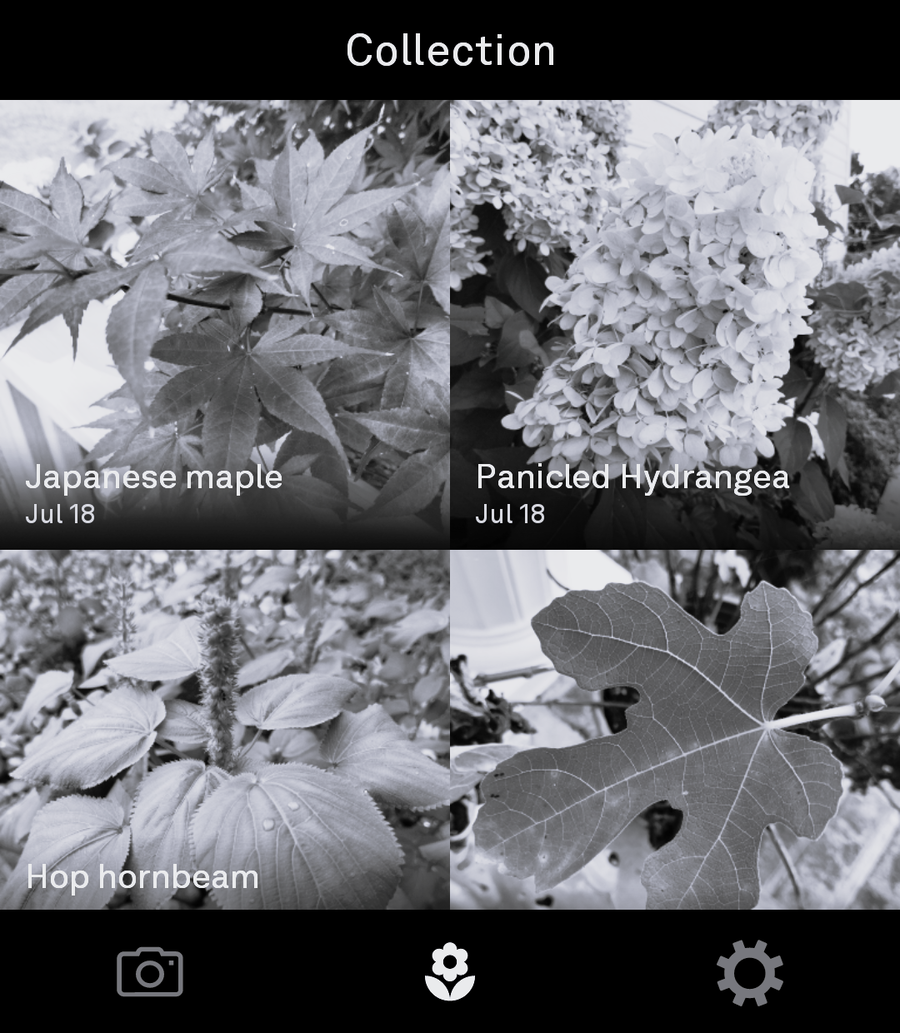 Collection
Japanese maple
Jul 18
Panicled Hydrangea
Jul 18
Hop hornbeam